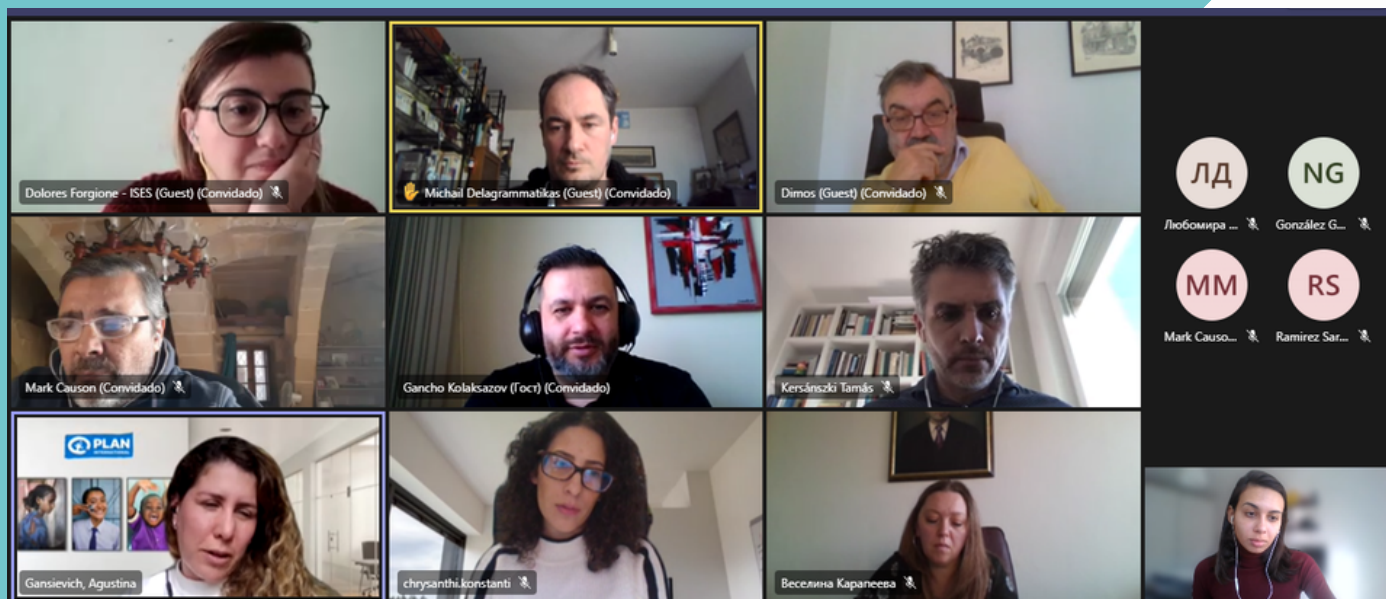 Dolores Forgione - ISES (Guest) (Convidado)
Michail Delagrammatikas (Guest) (Convidado)
Dimos (Guest) (Convidado)
ЛД
NG
Любомира ...
González G...
MM
RS
Mark Causo...
Ramirez Sar...
Mark Causon (Convidado)
Gancho Kolaksazov (Гост) (Convidado)
Kersánszki Tamás
PLAN
INTERNATIONAL
Gansievich, Agustina
chrysanthi.konstanti
Веселина Карапеева